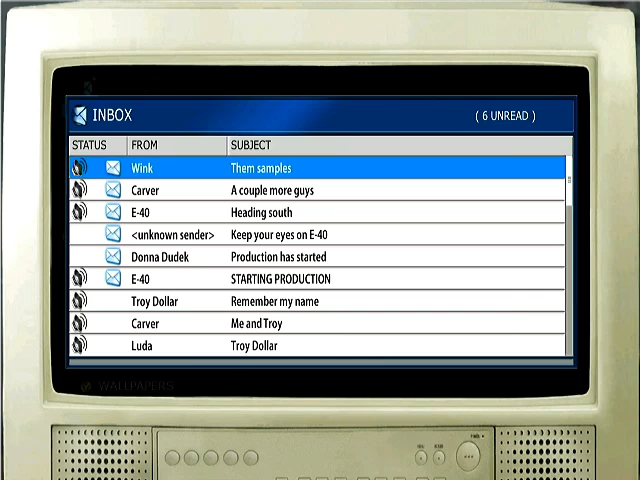 INBOX ( 6 UNREAD )
STATUS FROM SUBJECT
Wink Them samples
Carver A couple more guys
E-40 Heading south
<unknown sender> Keep your eyes on E-40
Donna Dudek Production has started
E-40 STARTING PRODUCTION
Troy Dollar Remember my name
Carver Me and Troy
Luda Troy Dollar
WALLPAPERS